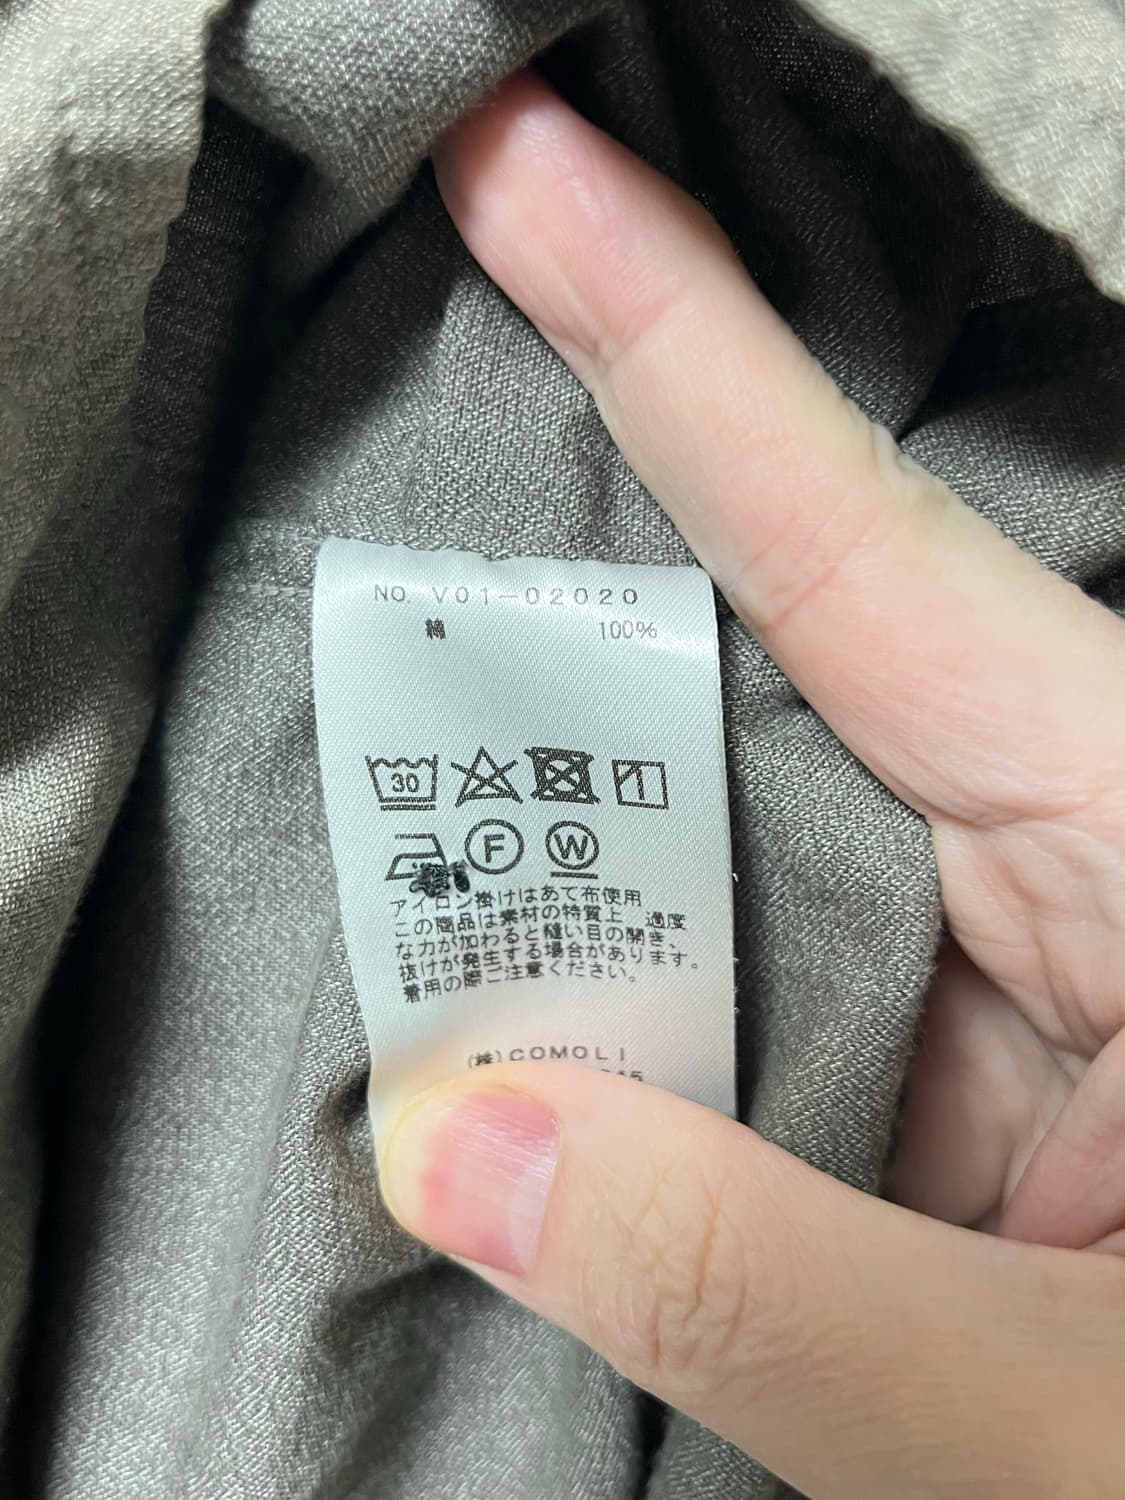 NO. V01-02020
綿 100%
30
F W
アイロン掛けはあて布使用
この商品は素材の特質上、過度
な力が加わると縫い目の開き、
抜けが発生する場合があります。
着用の際ご注意ください。
(株)COMOLI